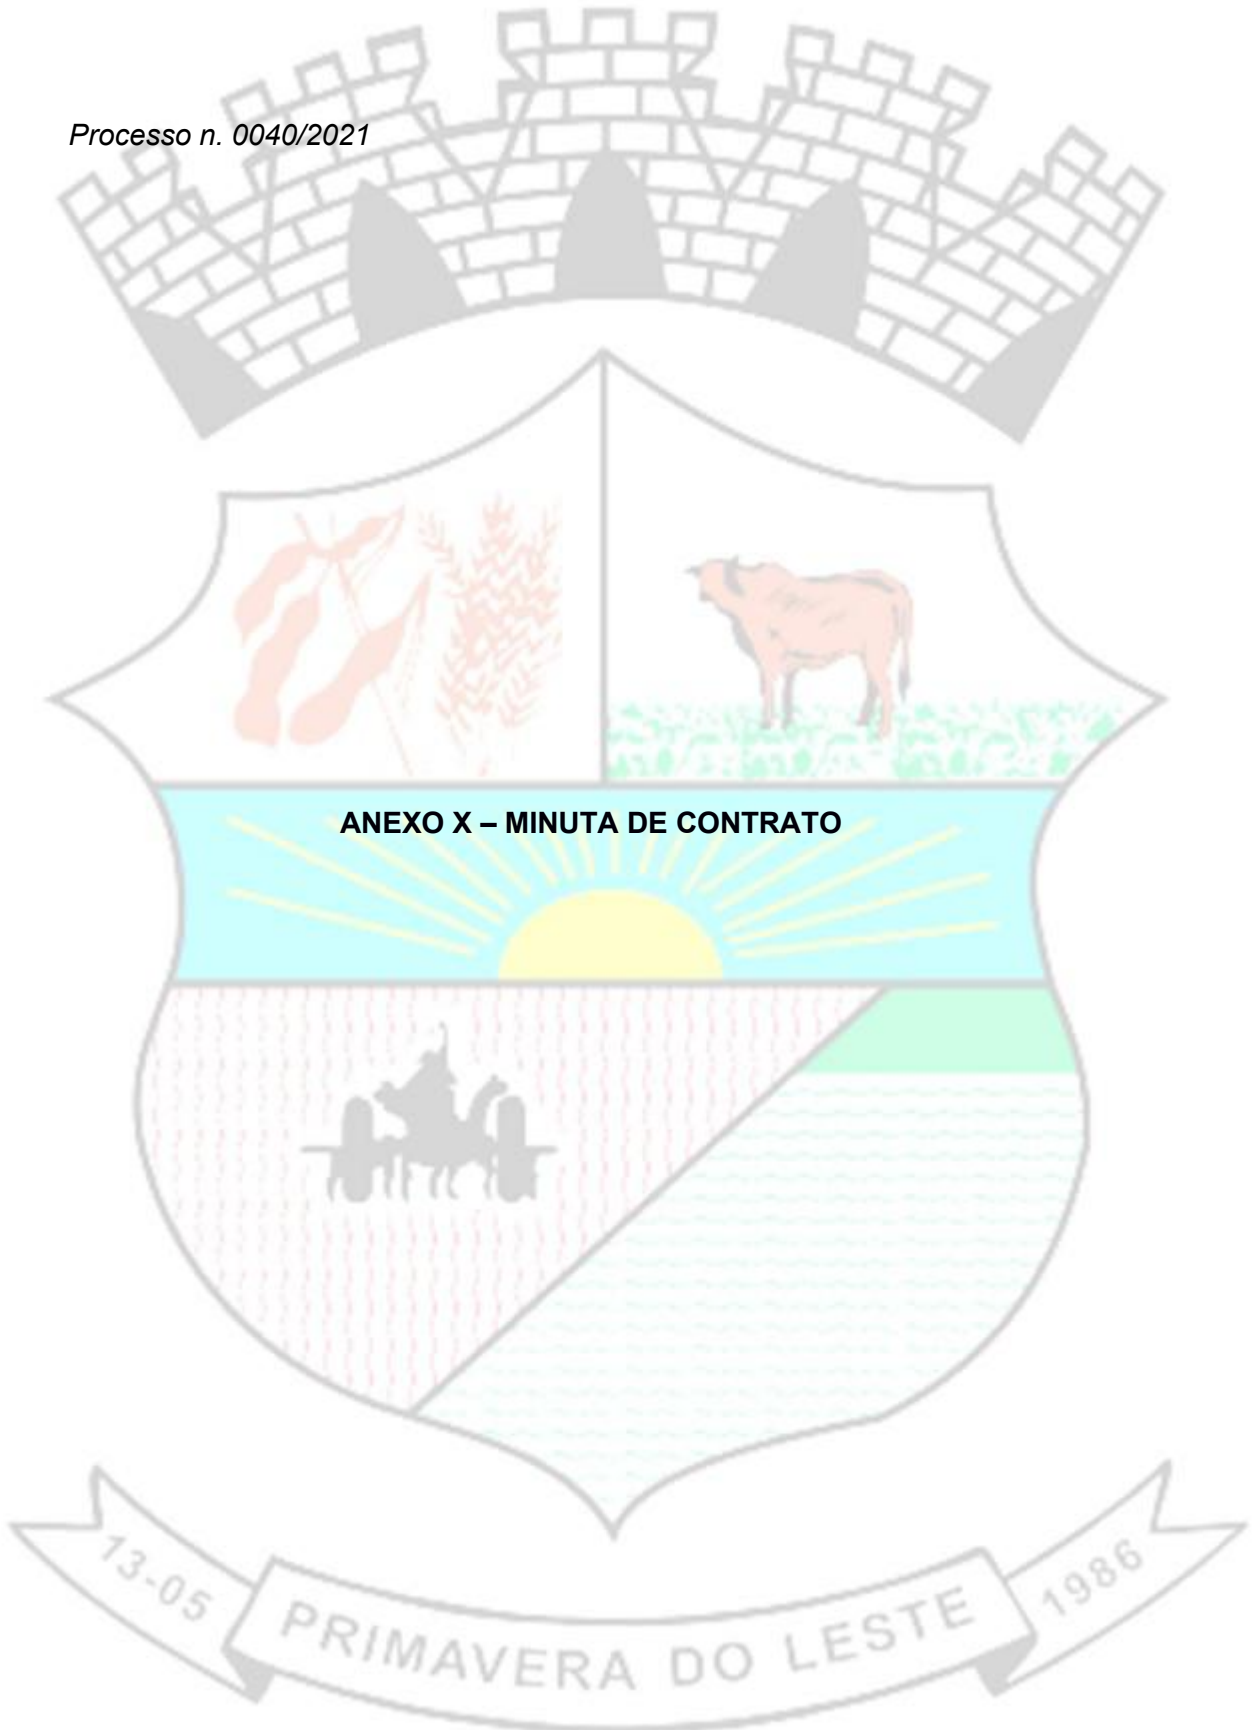 Processo n. 0040/2021
ANEXO X – MINUTA DE CONTRATO
13-05
PRIMAVERA DO LESTE
1986